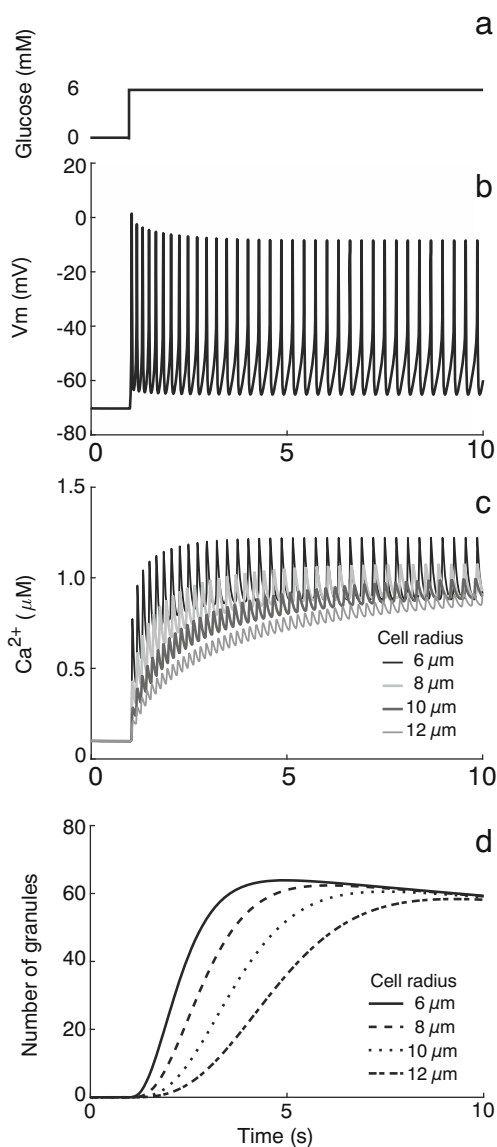 a
Glucose (mM)
6
0
b
Vm (mV)
20
0
-20
-40
-60
-80
0
5
10
c
Ca2+ (μM)
1.5
1.0
0.5
0
Cell radius
6 μm
8 μm
10 μm
12 μm
0
5
10
d
Number of granules
80
60
40
20
0
Cell radius
6 μm
8 μm
10 μm
12 μm
0
5
10
Time (s)